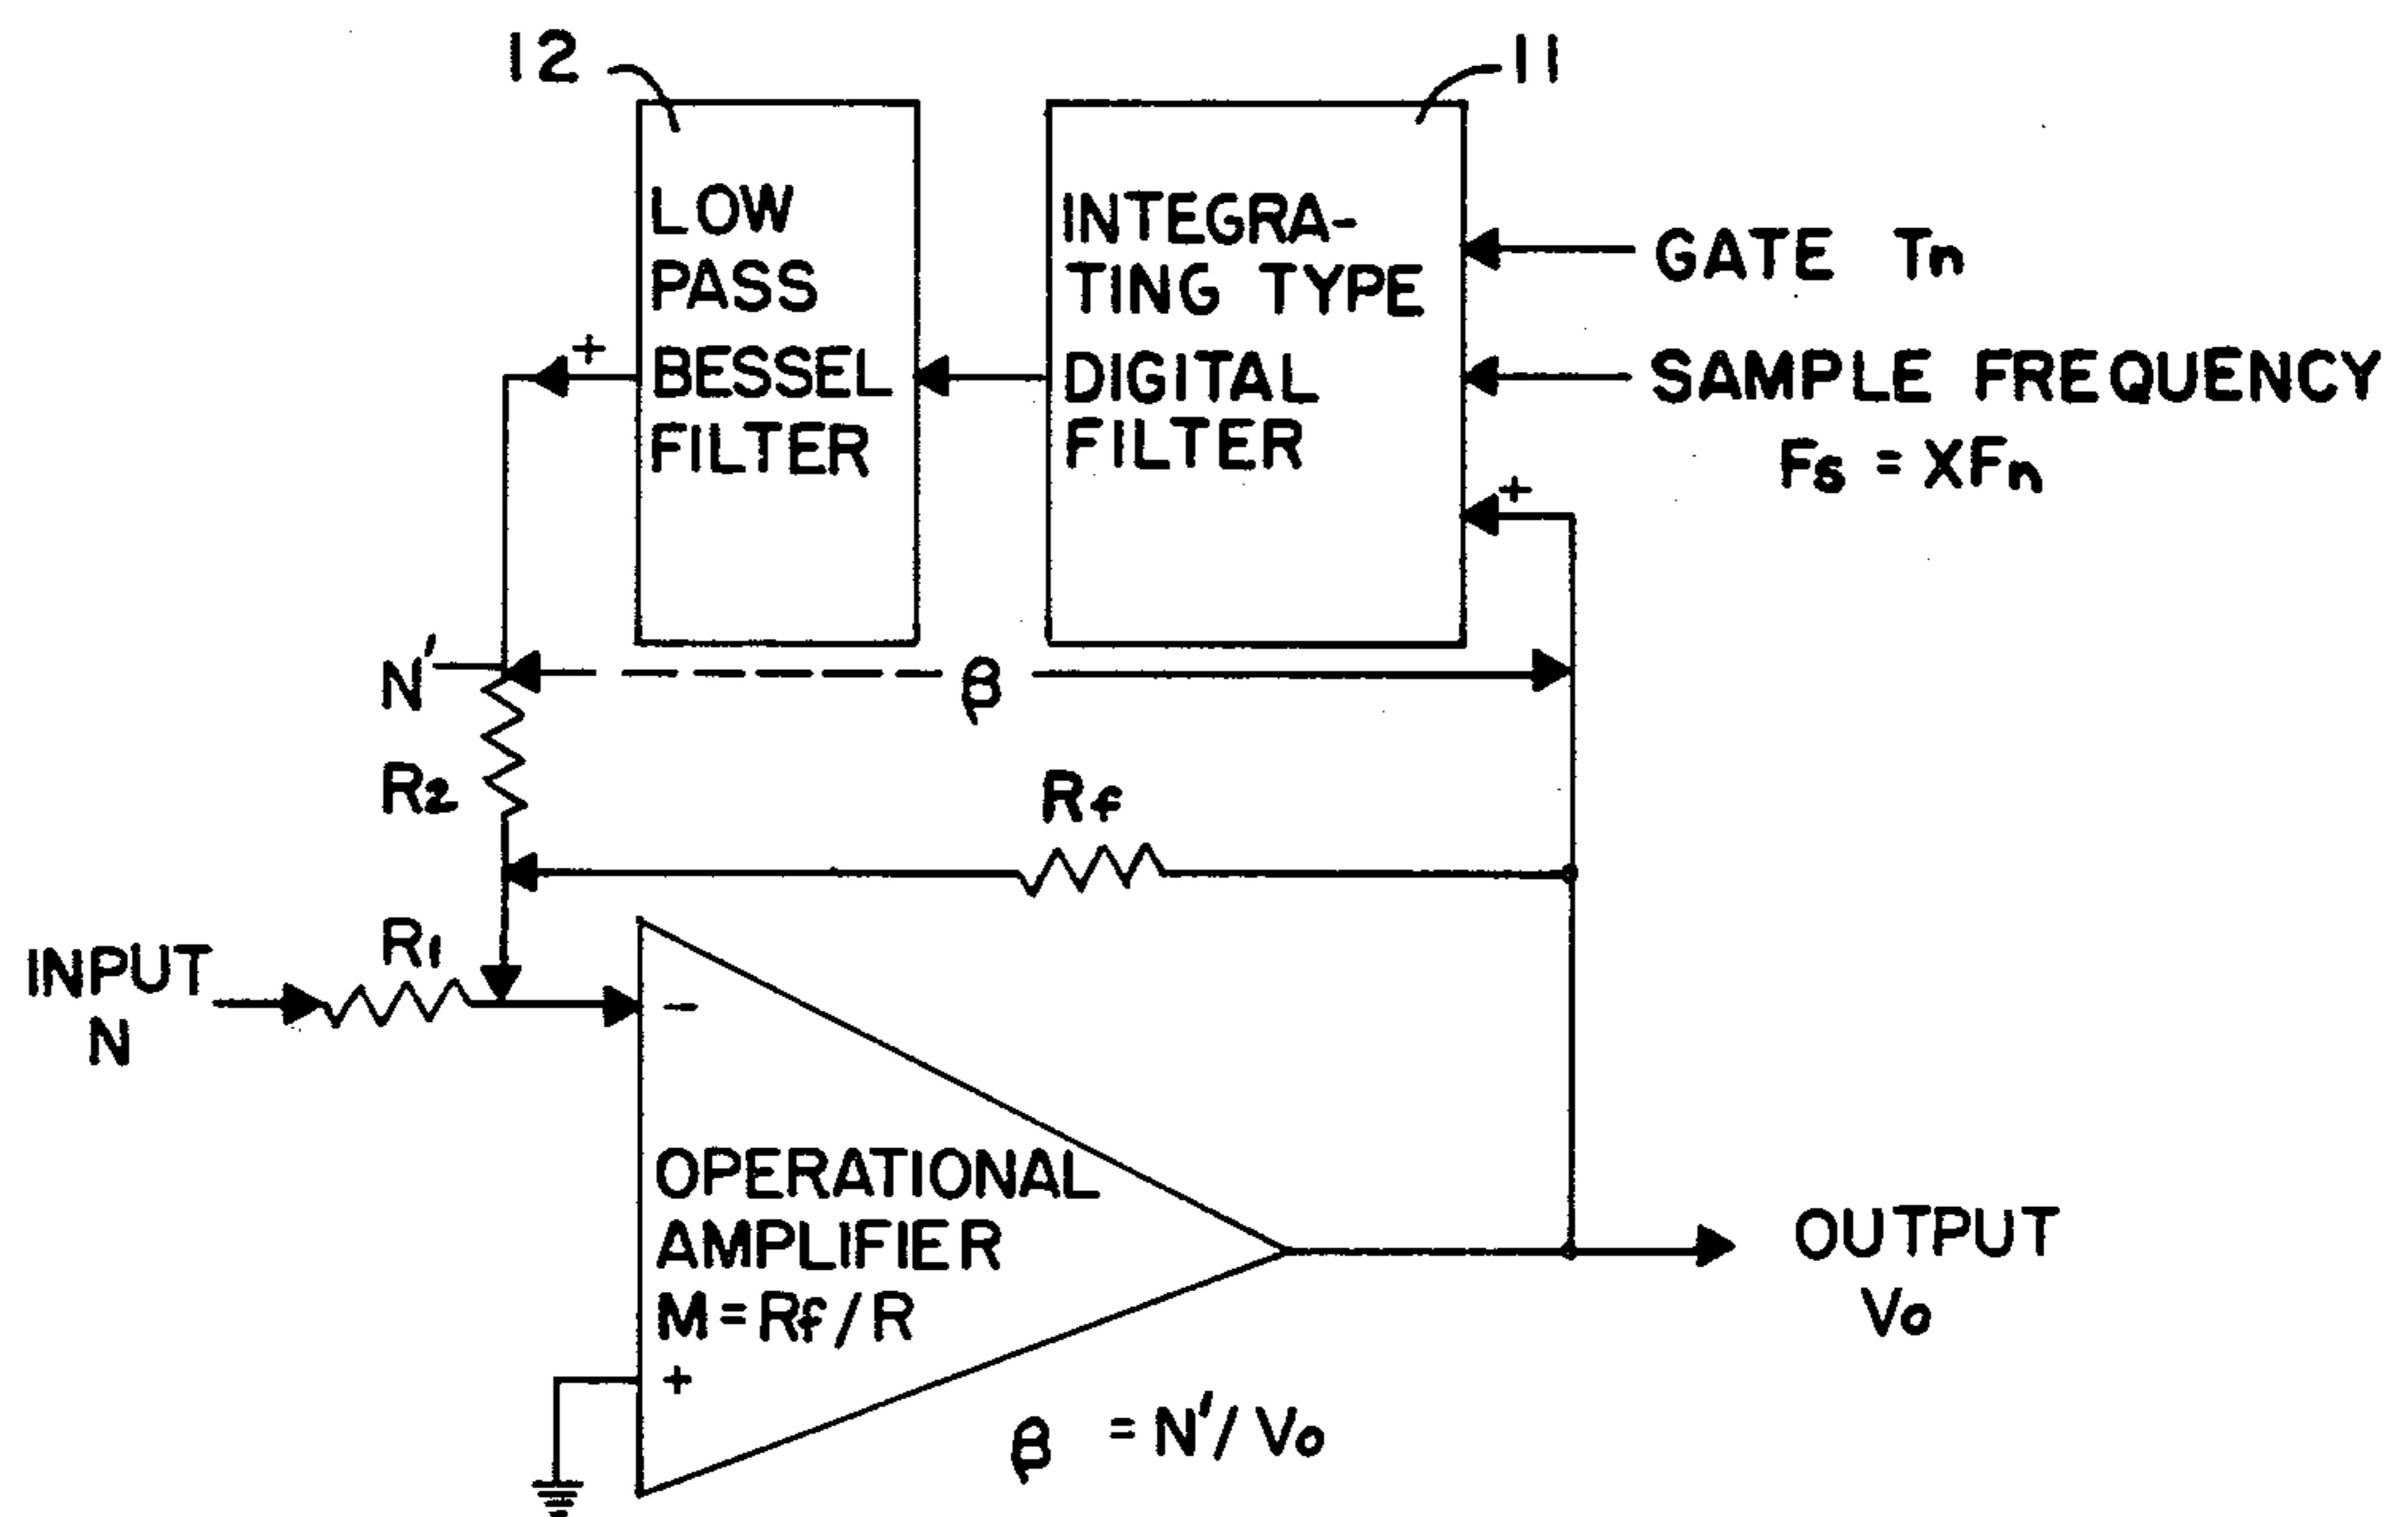 12
11
LOW
PASS
BESSEL
FILTER
INTEGRA-
TING TYPE
DIGITAL
FILTER
GATE Tn
SAMPLE FREQUENCY
Fs = XFn
+
+
N'
β
R2
Rf
R1
INPUT
N
-
OPERATIONAL
AMPLIFIER
M=Rf/R
+
OUTPUT
Vo
β = N'/Vo